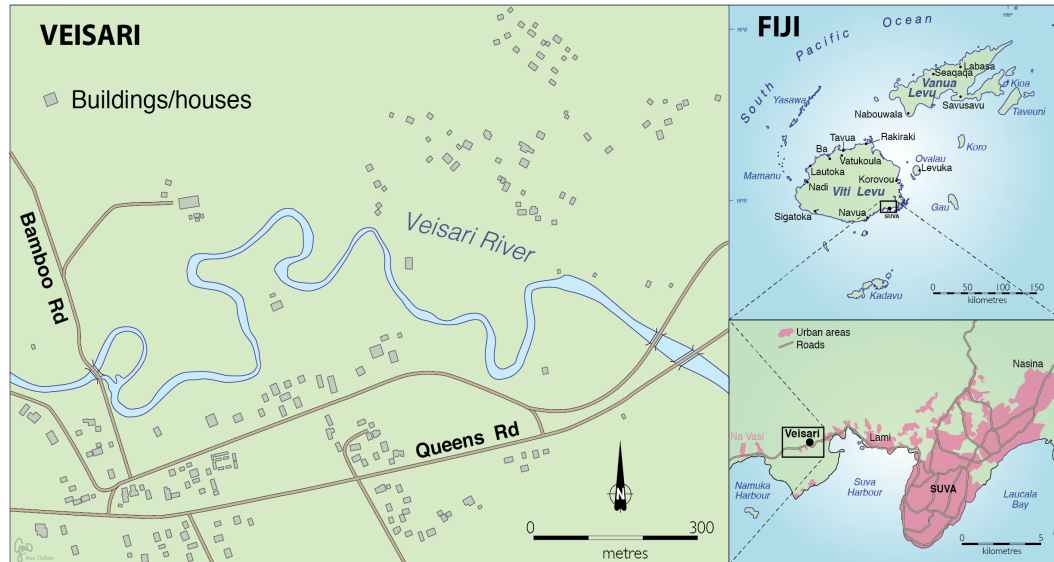 VEISARI
Buildings/houses
Bamboo Rd
Veisari River
Queens Rd
N
0
300
metres
FIJI
South Pacific Ocean
180°
16°S
18°S
Yasawa
Mamanu
Labasa
Seaqaqa
Vanua
Levu
Kioa
Savusavu
Taveuni
Nabouwala
Koro
Tavua
Rakiraki
Ba
Vatukoula
Lautoka
Nadi
Korovou
Viti Levu
Ovalau
Levuka
Gau
Sigatoka
Navua
SUVA
Kadavu
0 50 100 150
kilometres
Urban areas
Roads
Nasina
Na Vasi
Veisari
Lami
Namuka
Harbour
Suva
Harbour
SUVA
Laucala
Bay
0 5
kilometres